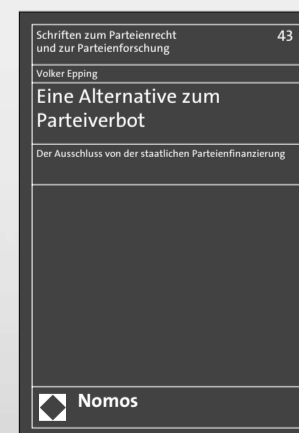 Schriften zum Parteienrecht 43
und zur Parteienforschung
Volker Epping
Eine Alternative zum
Parteiverbot
Der Ausschluss von der staatlichen Parteienfinanzierung
Nomos